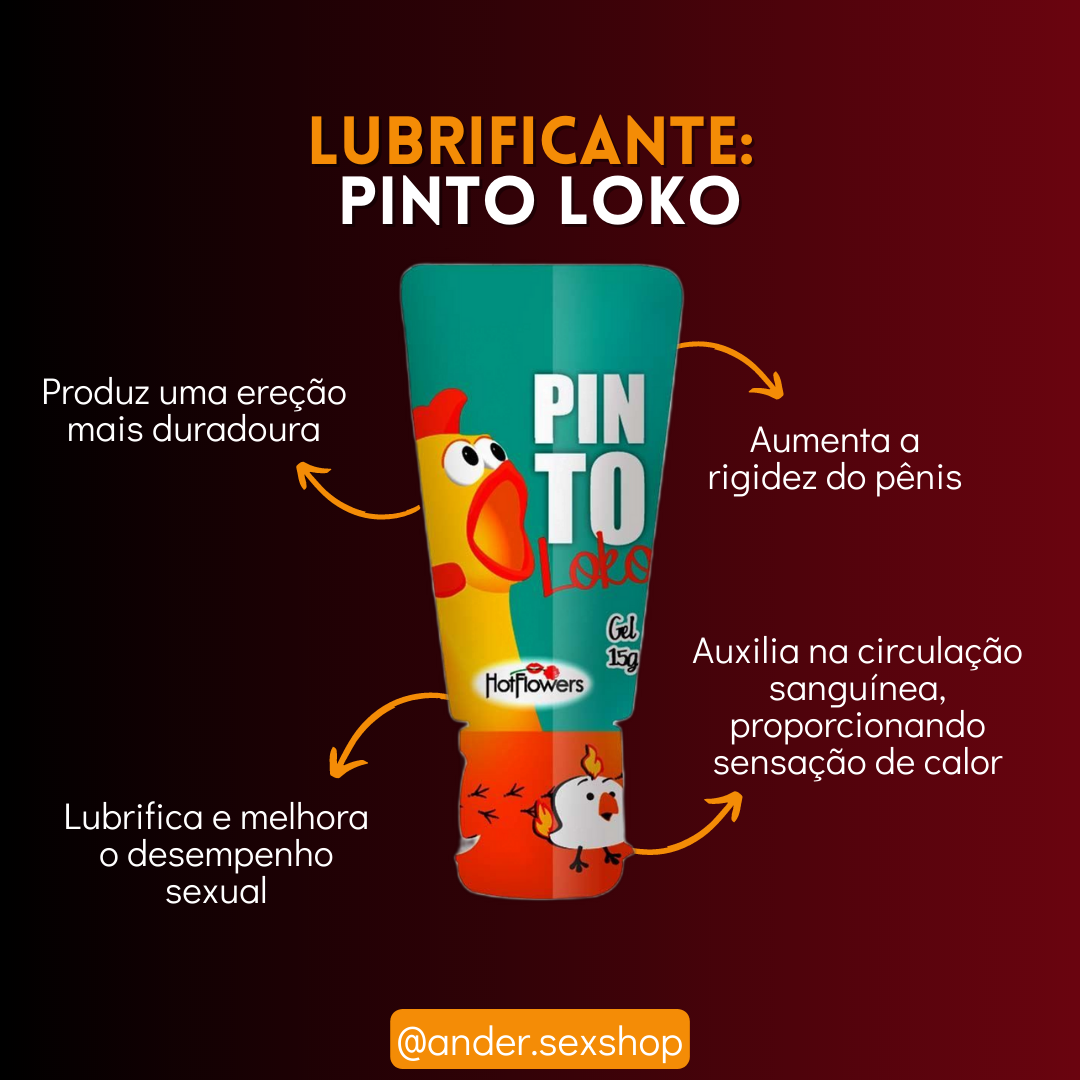 LUBRIFICANTE:
PINTO LOKO
Produz uma ereção
mais duradoura
Aumenta a
rigidez do pênis
PIN
TO
Loko
Gel
15g
HotFlowers
Auxilia na circulação
sanguínea,
proporcionando
sensação de calor
Lubrifica e melhora
o desempenho
sexual
@ander.sexshop